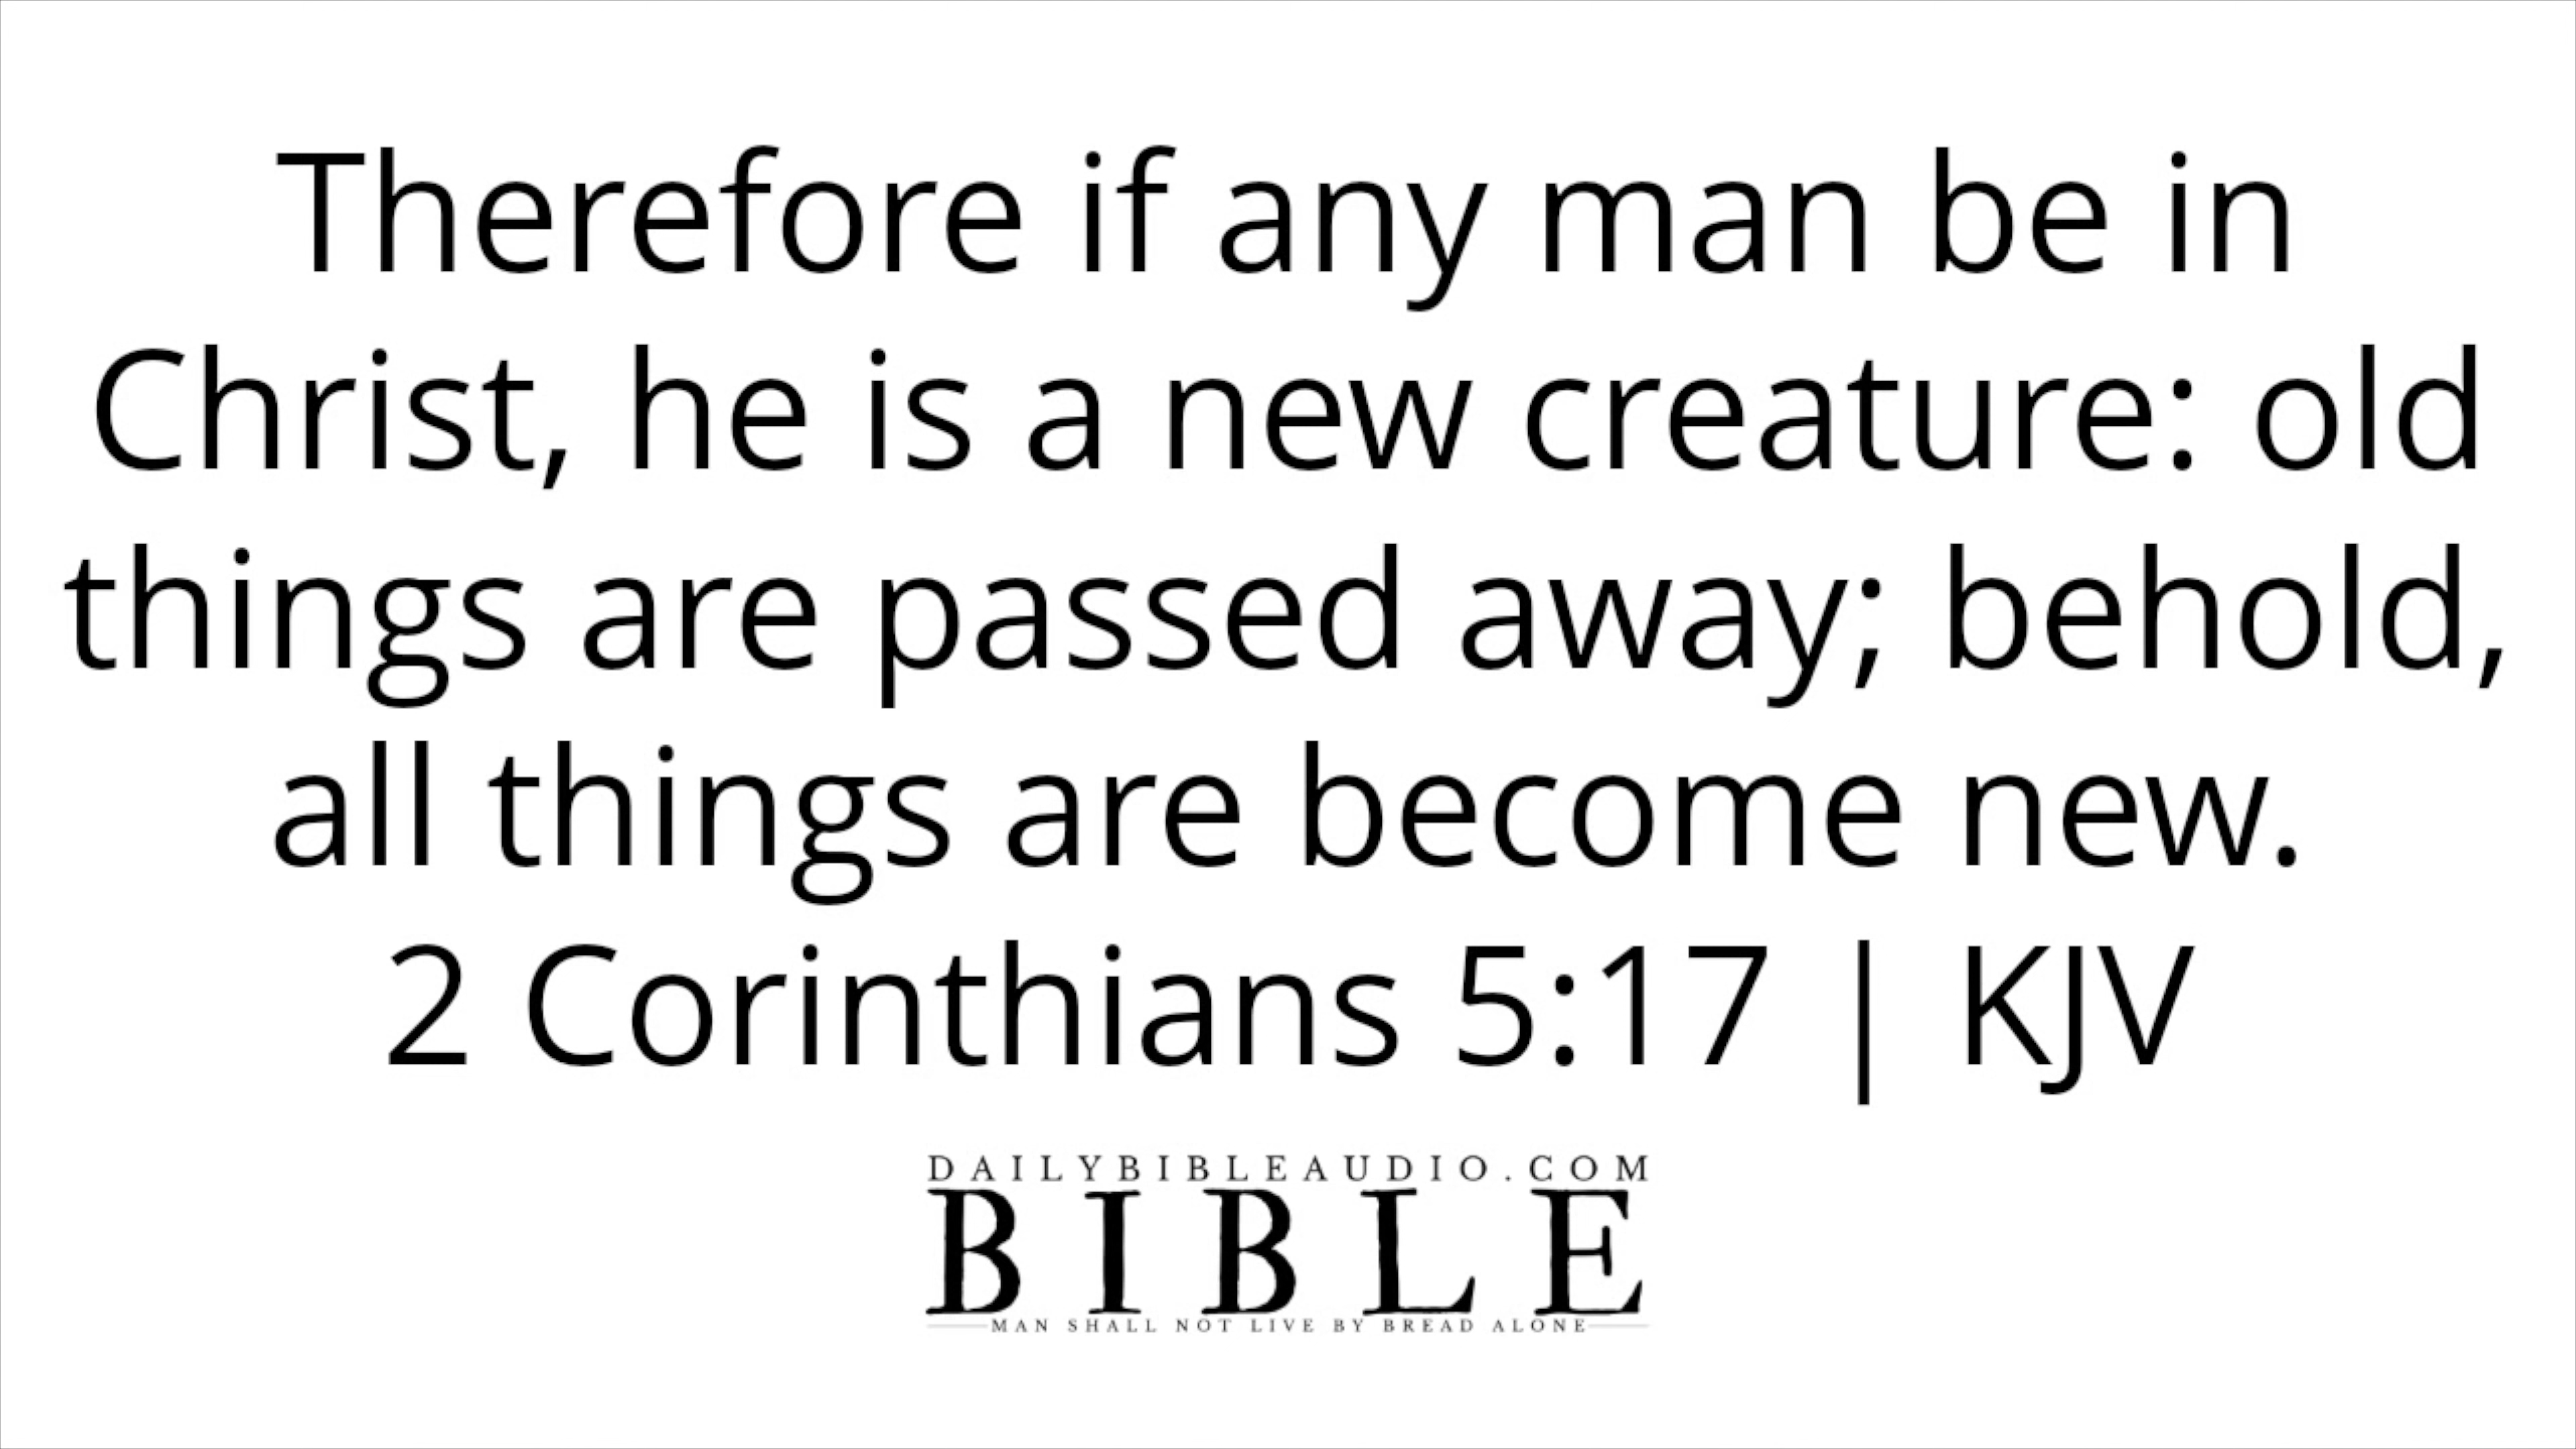 Therefore if any man be in
Christ, he is a new creature: old
things are passed away; behold,
all things are become new.
2 Corinthians 5:17 | KJV
DAILYBIBLEAUDIO.COM
BIBLE
MAN SHALL NOT LIVE BY BREAD ALONE